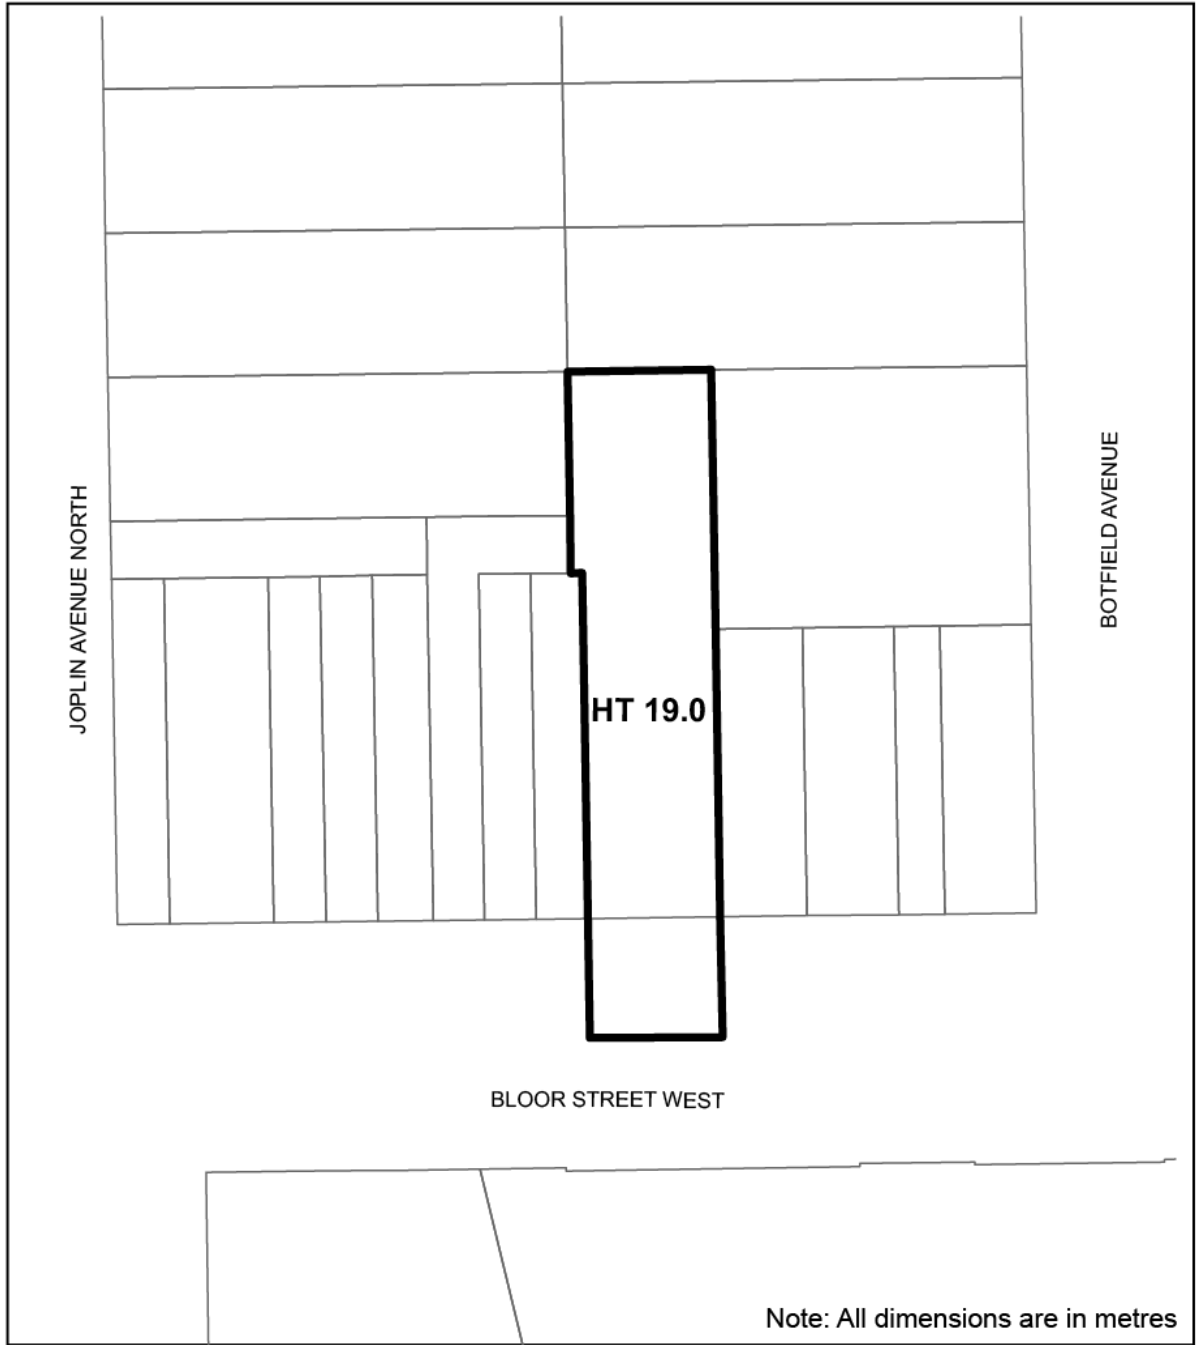 JOPLIN AVENUE NORTH
BOTFIELD AVENUE
HT 19.0
BLOOR STREET WEST
Note: All dimensions are in metres